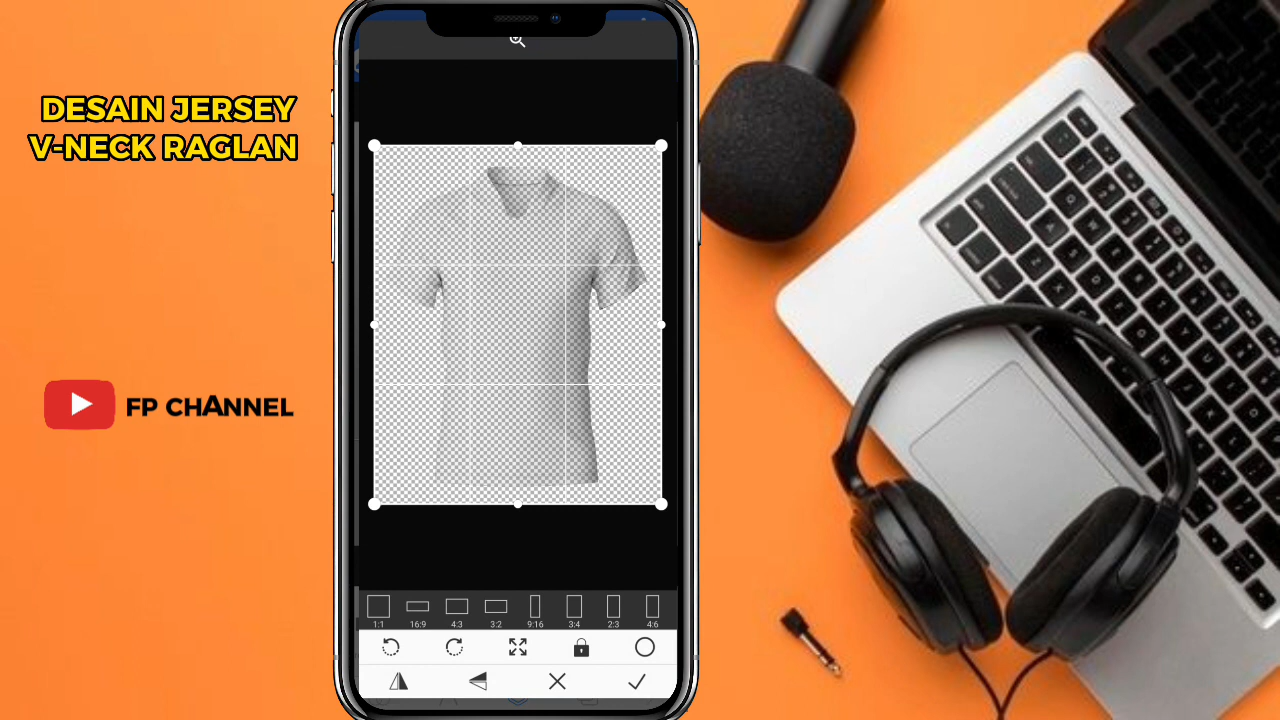 DESAIN JERSEY
V-NECK RAGLAN
FP CHANNEL
1:1 16:9 4:3 3:2 9:16 3:4 2:3 4:6